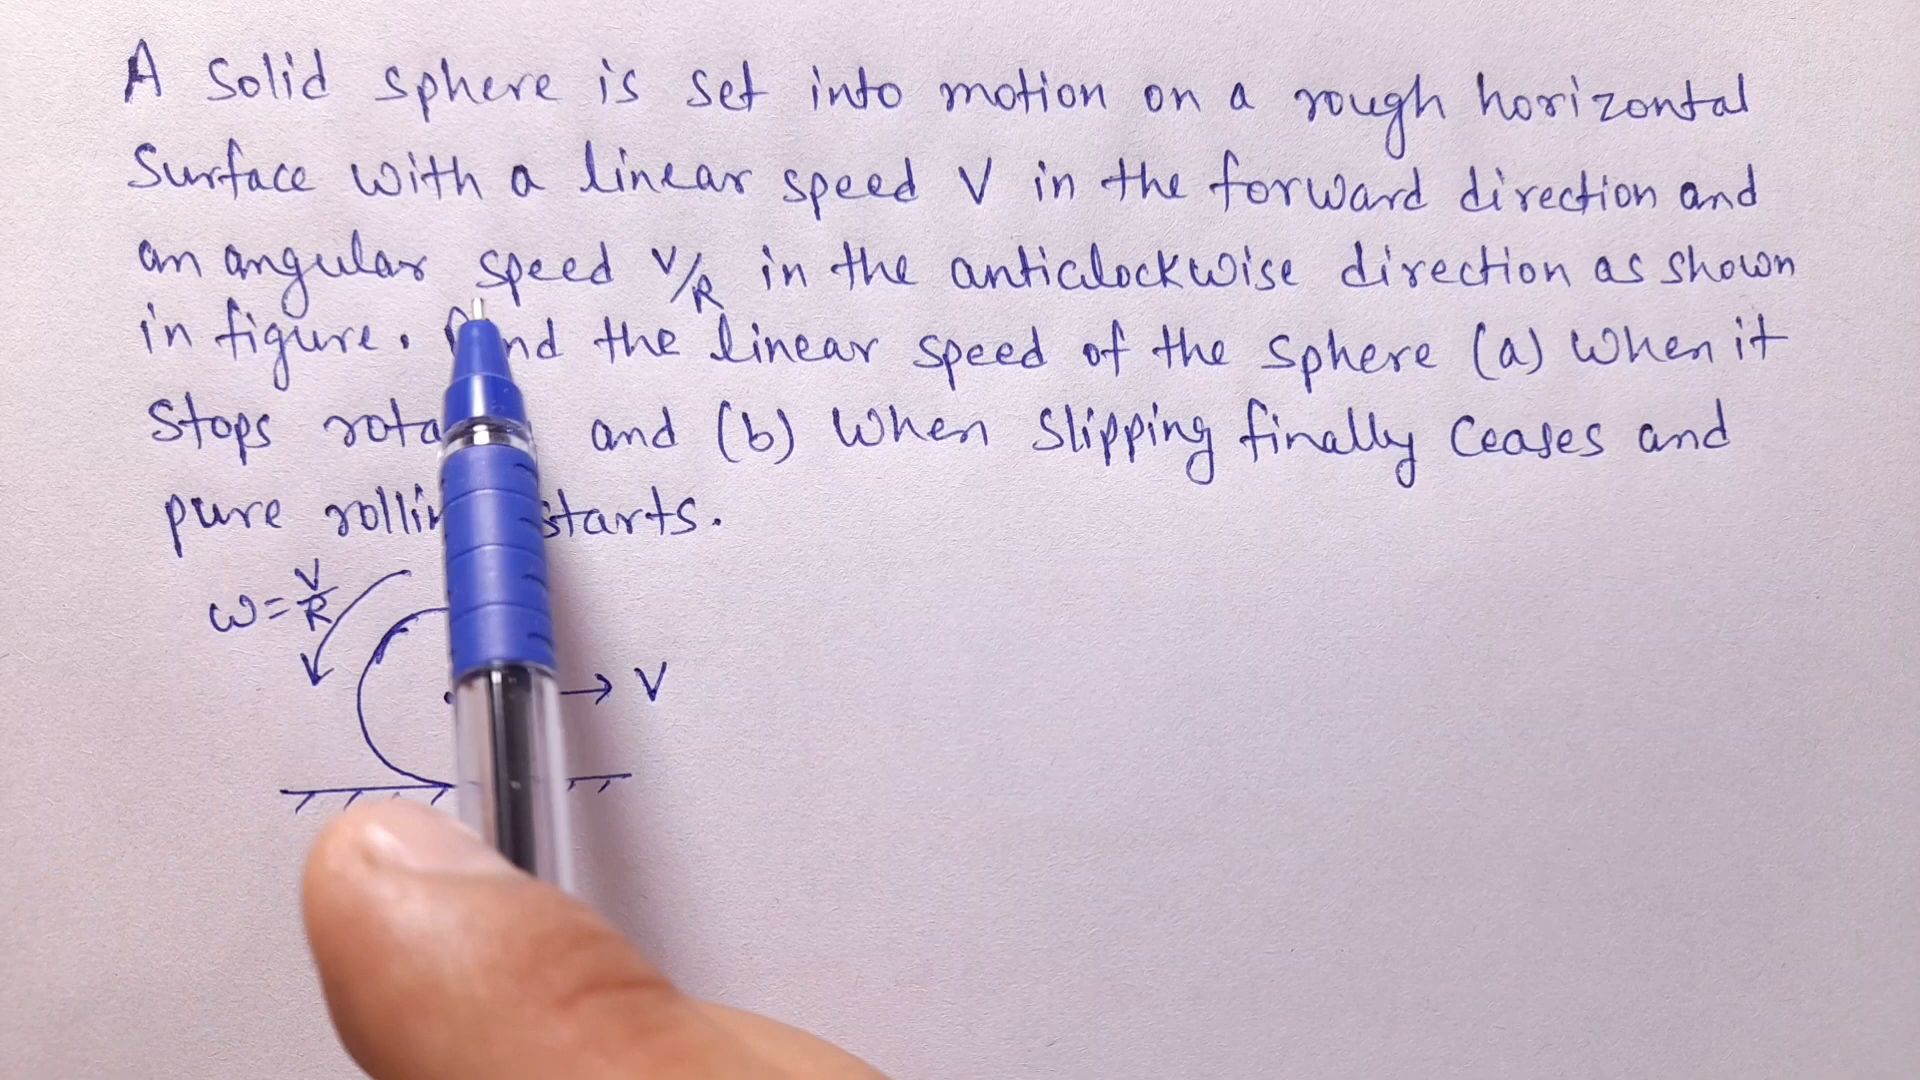 A solid sphere is set into motion on a rough horizontal
surface with a linear speed V in the forward direction and
an angular speed V/R in the anticlockwise direction as shown
in figure. the linear speed of the sphere (a) When it
stops and (b) When slipping finally ceases and
pure starts.
ω = V/R
V